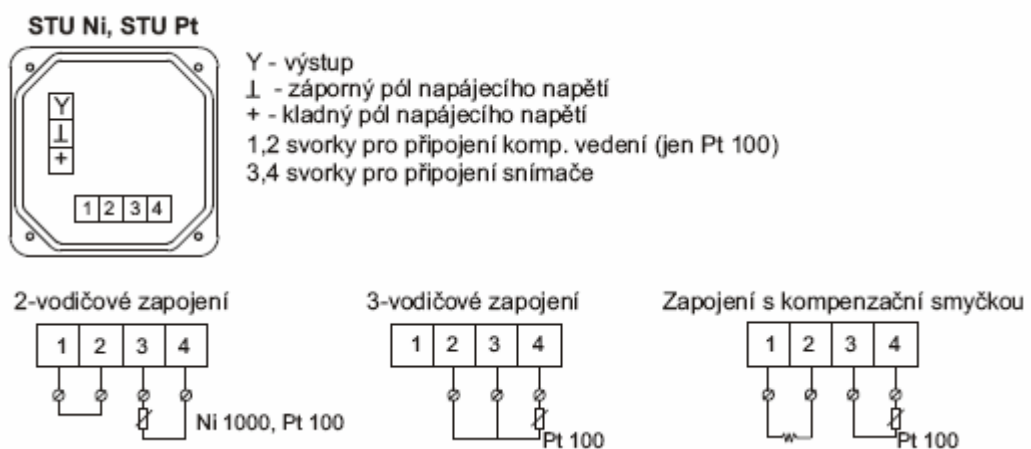 STU Ni, STU Pt
Y
⊥
+
1 2 3 4
Y - výstup
⊥ - záporný pól napájecího napětí
+ - kladný pól napájecího napětí
1,2 svorky pro připojení komp. vedení (jen Pt 100)
3,4 svorky pro připojení snímače
2-vodičové zapojení
1 2 3 4
Ni 1000, Pt 100
3-vodičové zapojení
1 2 3 4
Pt 100
Zapojení s kompenzační smyčkou
1 2 3 4
Pt 100